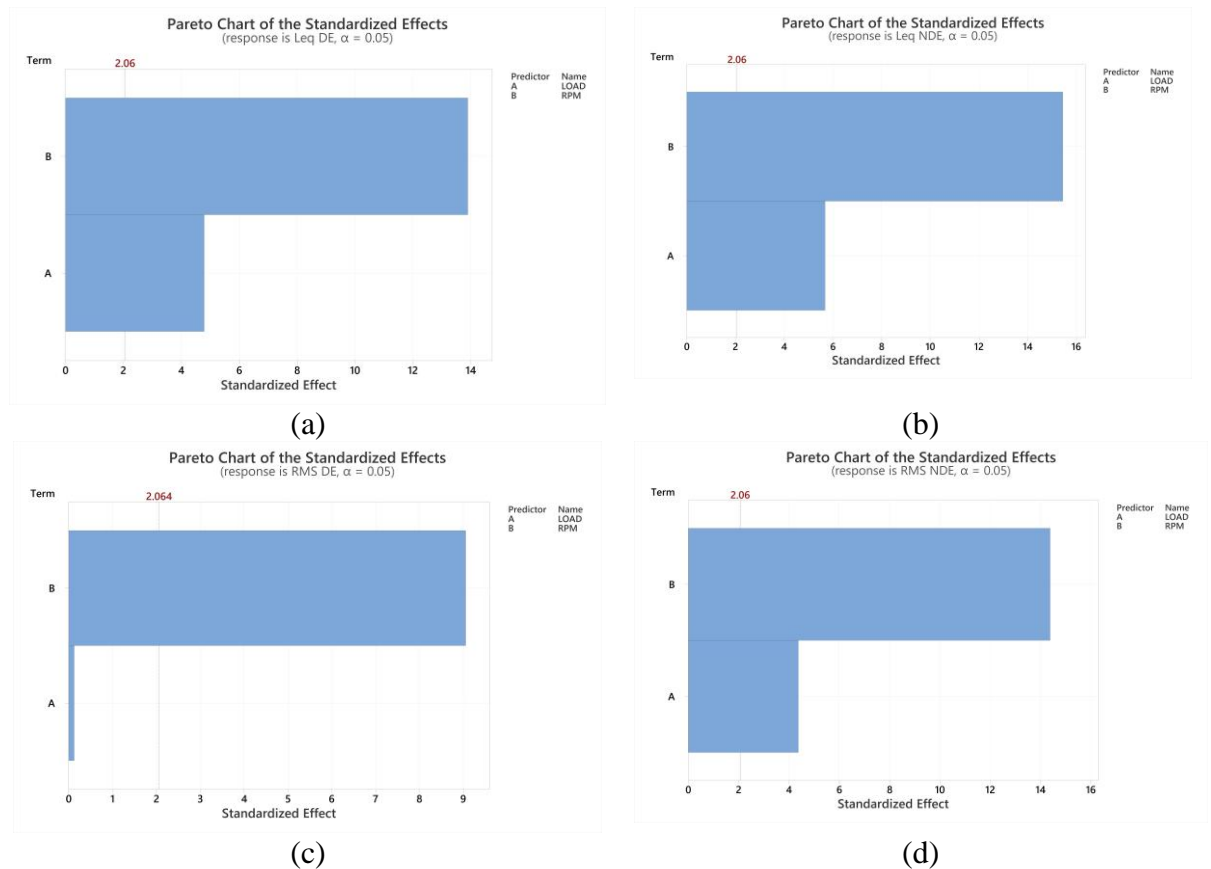 Pareto Chart of the Standardized Effects
(response is Leq DE, α = 0.05)
Term
2.06
Predictor Name
A LOAD
B RPM
B
A
0 2 4 6 8 10 12 14
Standardized Effect
(a)
Pareto Chart of the Standardized Effects
(response is Leq NDE, α = 0.05)
Term
2.06
Predictor Name
A LOAD
B RPM
B
A
0 2 4 6 8 10 12 14 16
Standardized Effect
(b)
Pareto Chart of the Standardized Effects
(response is RMS DE, α = 0.05)
Term
2.064
Predictor Name
A LOAD
B RPM
B
A
0 1 2 3 4 5 6 7 8 9
Standardized Effect
(c)
Pareto Chart of the Standardized Effects
(response is RMS NDE, α = 0.05)
Term
2.06
Predictor Name
A LOAD
B RPM
B
A
0 2 4 6 8 10 12 14 16
Standardized Effect
(d)